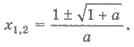 x₁,₂ = (1 ± √(1 + a)) / a,